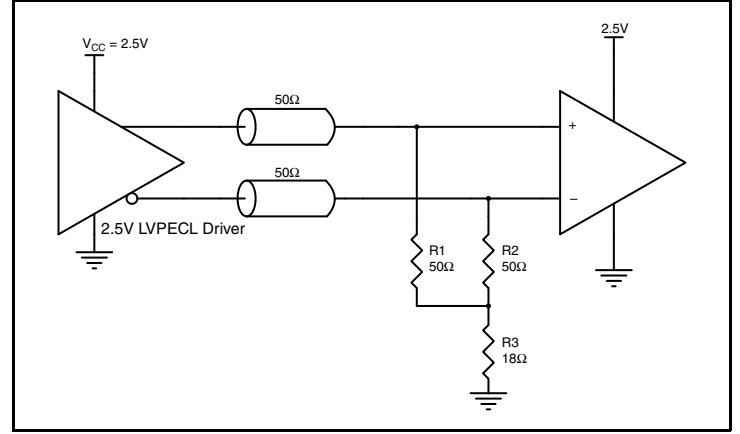 2.5V
V_CC = 2.5V
50Ω
+
50Ω
–
2.5V LVPECL Driver
R1
50Ω
R2
50Ω
R3
18Ω